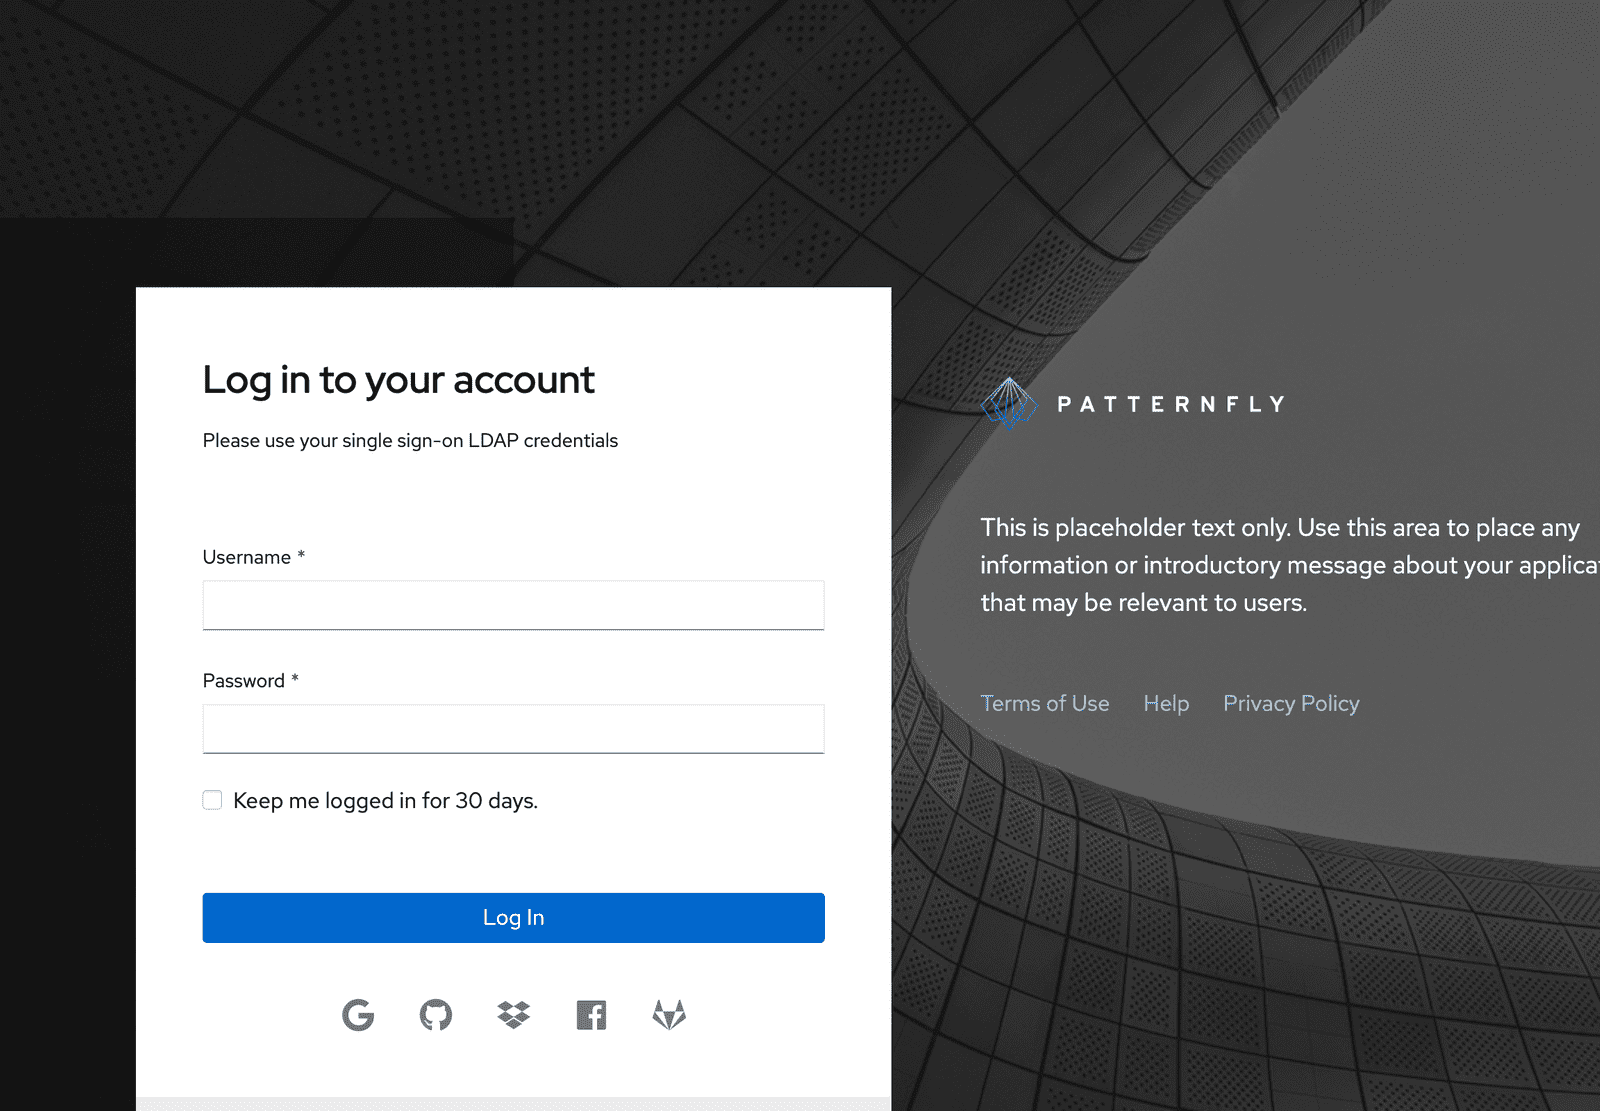 Log in to your account
Please use your single sign-on LDAP credentials
Username *
Password *
Keep me logged in for 30 days.
Log In
PATTERNFLY
This is placeholder text only. Use this area to place any
information or introductory message about your applica
that may be relevant to users.
Terms of Use Help Privacy Policy